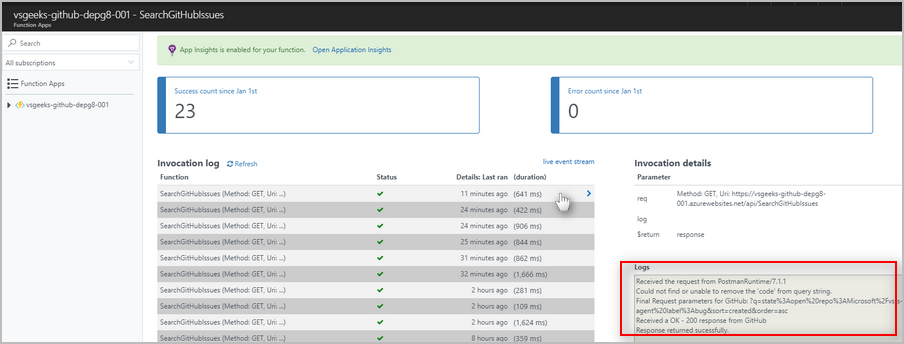 vsgeeks-github-depg8-001 - SearchGitHubIssues
Function Apps
Search
All subscriptions
Function Apps
vsgeeks-github-depg8-001
App Insights is enabled for your function. Open Application Insights
Success count since Jan 1st
23
Error count since Jan 1st
0
Invocation log Refresh
live event stream
Function Status Details: Last ran (duration)
SearchGitHubIssues (Method: GET, Uri: ...) 11 minutes ago (641 ms)
SearchGitHubIssues (Method: GET, Uri: ...) 24 minutes ago (422 ms)
SearchGitHubIssues (Method: GET, Uri: ...) 24 minutes ago (906 ms)
SearchGitHubIssues (Method: GET, Uri: ...) 25 minutes ago (844 ms)
SearchGitHubIssues (Method: GET, Uri: ...) 31 minutes ago (862 ms)
SearchGitHubIssues (Method: GET, Uri: ...) 32 minutes ago (1,666 ms)
SearchGitHubIssues (Method: GET, Uri: ...) 2 hours ago (281 ms)
SearchGitHubIssues (Method: GET, Uri: ...) 2 hours ago (109 ms)
SearchGitHubIssues (Method: GET, Uri: ...) 2 hours ago (1,624 ms)
SearchGitHubIssues (Method: GET, Uri: ...) 8 hours ago (359 ms)
Invocation details
Parameter
req Method: GET, Uri: https://vsgeeks-github-depg8-
001.azurewebsites.net/api/SearchGitHubIssues
log
$return response
Logs
Received the request from PostmanRuntime/7.1.1
Could not find or unable to remove the 'code' from query string.
Final Request parameters for GitHub: ?q=state%3Aopen%20repo%3AMicrosoft%2Fvsts-
agent%20label%3Abug&sort=created&order=asc
Received a OK - 200 response from GitHub
Response returned sucessfully.